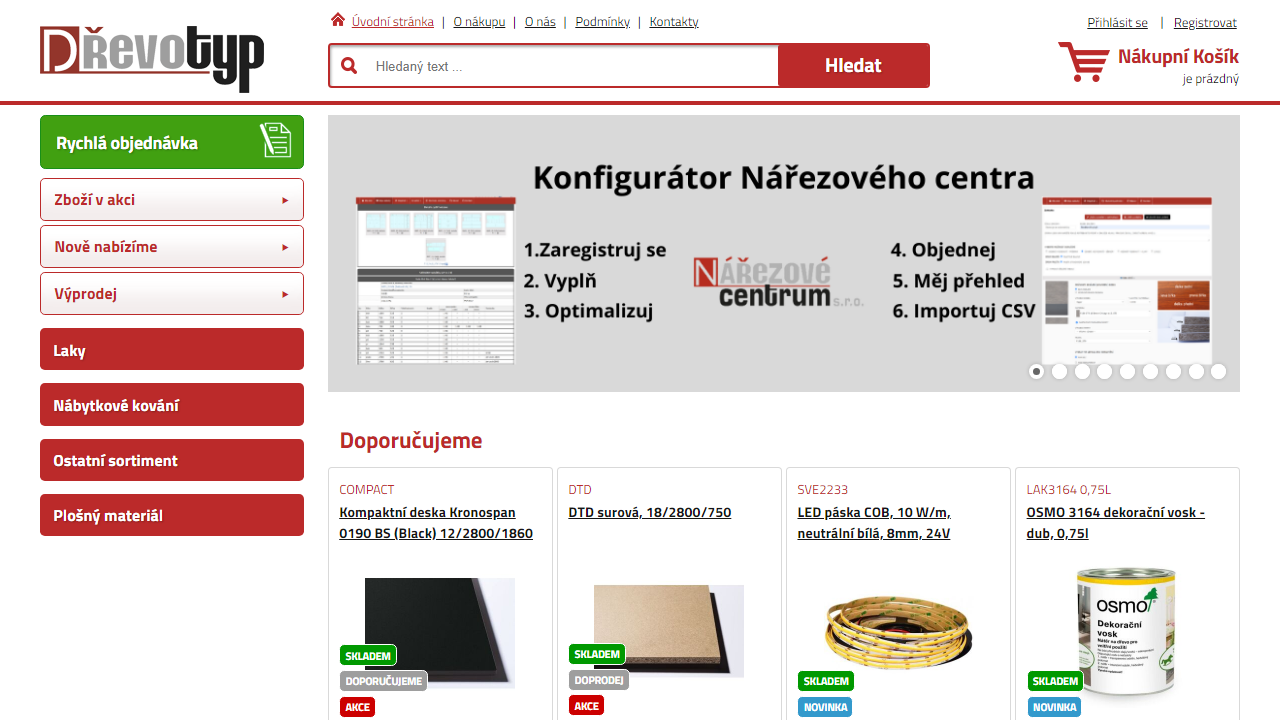 Dřevotyp
Úvodní stránka | O nákupu | O nás | Podmínky | Kontakty
Přihlásit se | Registrovat
Hledaný text ...
Hledat
Nákupní Košík
je prázdný
Rychlá objednávka
Zboží v akci
Nově nabízíme
Výprodej
Laky
Nábytkové kování
Ostatní sortiment
Plošný materiál
Konfigurátor Nářezového centra
1.Zaregistruj se
2. Vyplň
3. Optimalizuj
Nářezové
centrum s.r.o.
4. Objednej
5. Měj přehled
6. Importuj CSV
Doporučujeme
COMPACT
Kompaktní deska Kronospan
0190 BS (Black) 12/2800/1860
SKLADEM
DOPORUČUJEME
AKCE
DTD
DTD surová, 18/2800/750
SKLADEM
DOPRODEJ
AKCE
SVE2233
LED páska COB, 10 W/m,
neutrální bílá, 8mm, 24V
SKLADEM
NOVINKA
LAK3164 0,75L
OSMO 3164 dekorační vosk -
dub, 0,75l
osmo
Dekorační
vosk
SKLADEM
NOVINKA